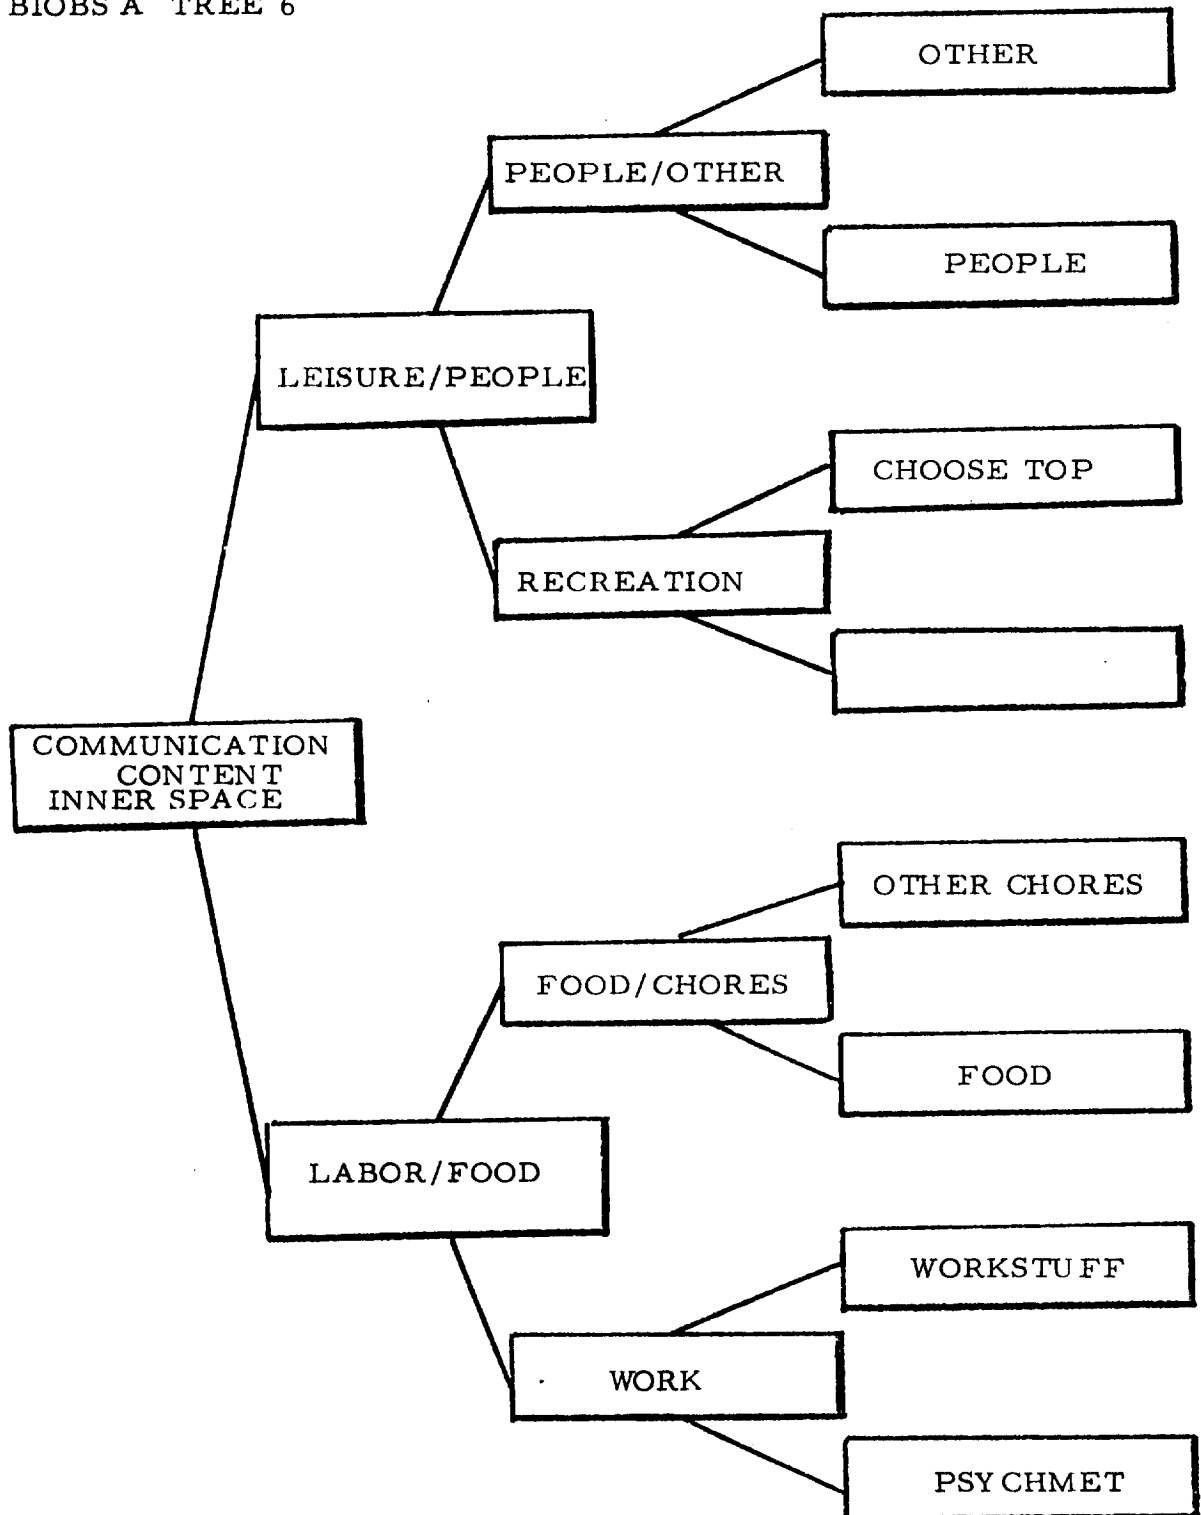 BIOBS A TREE 6
OTHER
PEOPLE/OTHER
PEOPLE
LEISURE/PEOPLE
CHOOSE TOP
RECREATION
COMMUNICATION
CONTENT
INNER SPACE
OTHER CHORES
FOOD/CHORES
FOOD
LABOR/FOOD
WORKSTUFF
WORK
PSYCHMET